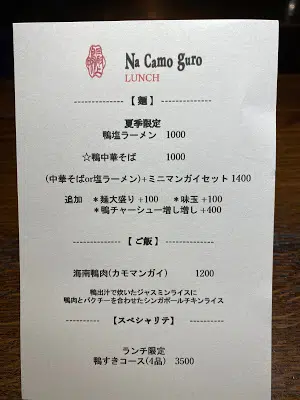 Na Camo guro
LUNCH
---------------【 麺 】---------------
夏季限定
鴨塩ラーメン 1000
☆鴨中華そば 1000
(中華そばor塩ラーメン)+ミニマンガイセット 1400
追加 *麺大盛り +100 *味玉 +100
*鴨チャーシュー増し増し +400
---------------【 ご飯 】---------------
海南鴨肉(カモマンガイ) 1200
鴨出汁で炊いたジャスミンライスに
鴨肉とパクチーを合わせたシンガポールチキンライス
------------【スペシャリテ】------------
ランチ限定
鴨すきコース(4品) 3500